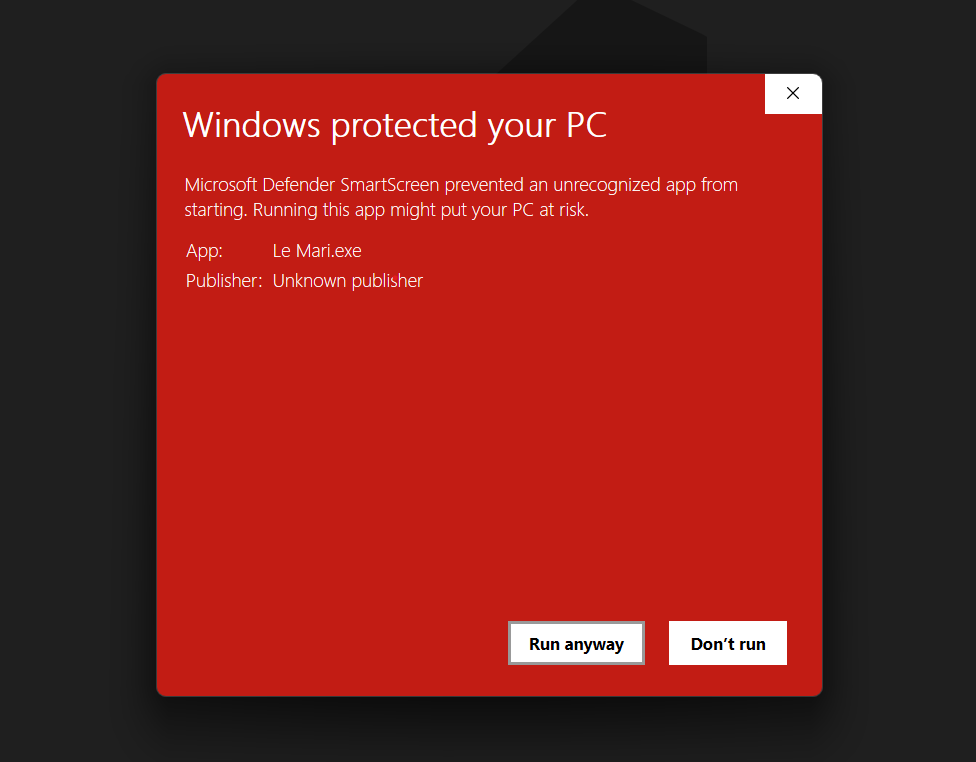 Windows protected your PC
Microsoft Defender SmartScreen prevented an unrecognized app from
starting. Running this app might put your PC at risk.
App: Le Mari.exe
Publisher: Unknown publisher
Run anyway Don’t run